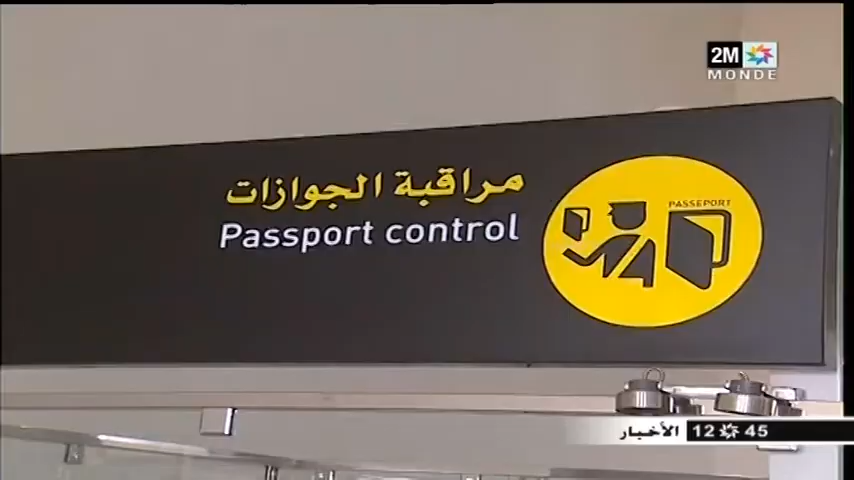 2M
MONDE
مراقبة الجوازات
Passport control
PASSEPORT
الأخبار
12 45